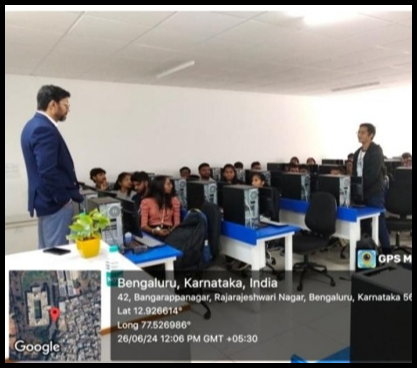 GPS M
Bengaluru, Karnataka, India
42, Bangarappanagar, Rajarajeshwari Nagar, Bengaluru, Karnataka 56
Lat 12.926614°
Long 77.526986°
26/06/24 12:06 PM GMT +05:30
Google